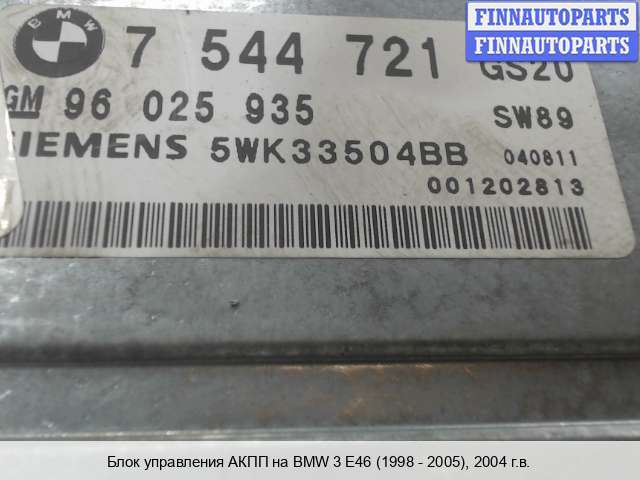 FINNAUTOPARTS
FINNAUTOPARTS
BMW
7 544 721 GS20
GM 96 025 935 SW89
SIEMENS 5WK33504BB 040811
001202813
Блок управления АКПП на BMW 3 E46 (1998 - 2005), 2004 г.в.